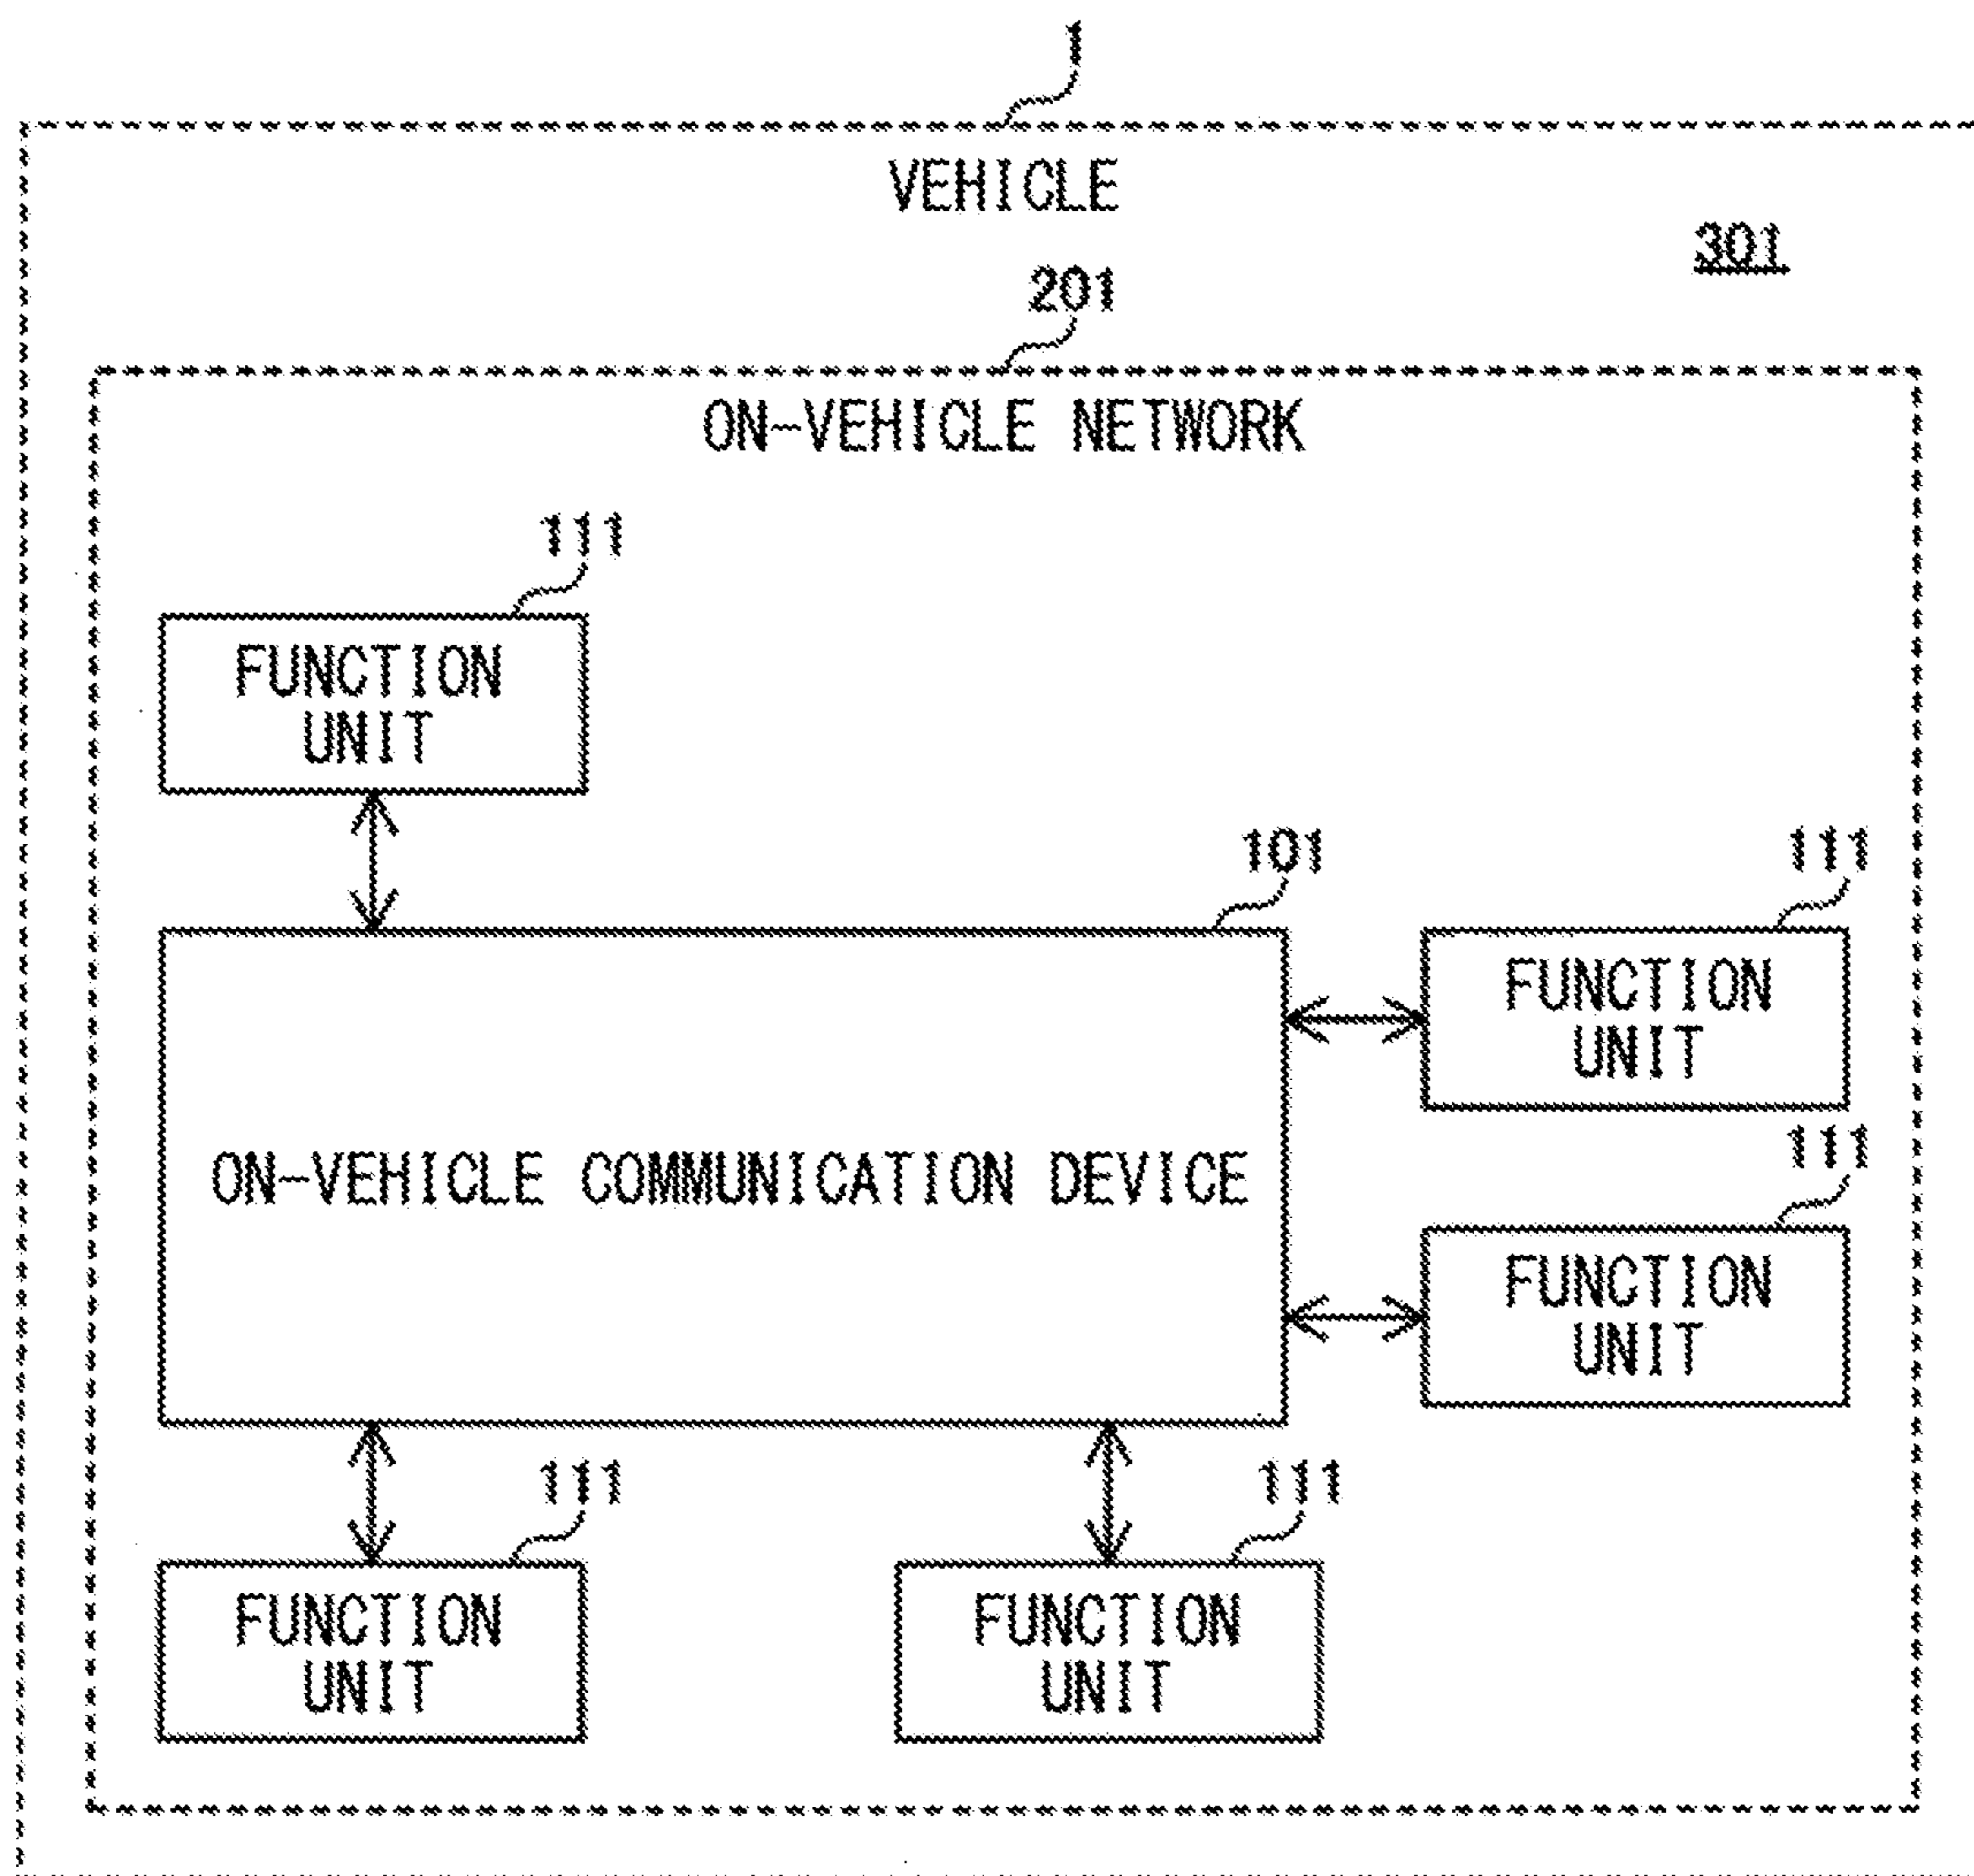 1
VEHICLE
301
201
ON-VEHICLE NETWORK
111
FUNCTION
UNIT
101
111
FUNCTION
UNIT
ON-VEHICLE COMMUNICATION DEVICE
111
FUNCTION
UNIT
111
FUNCTION
UNIT
111
FUNCTION
UNIT